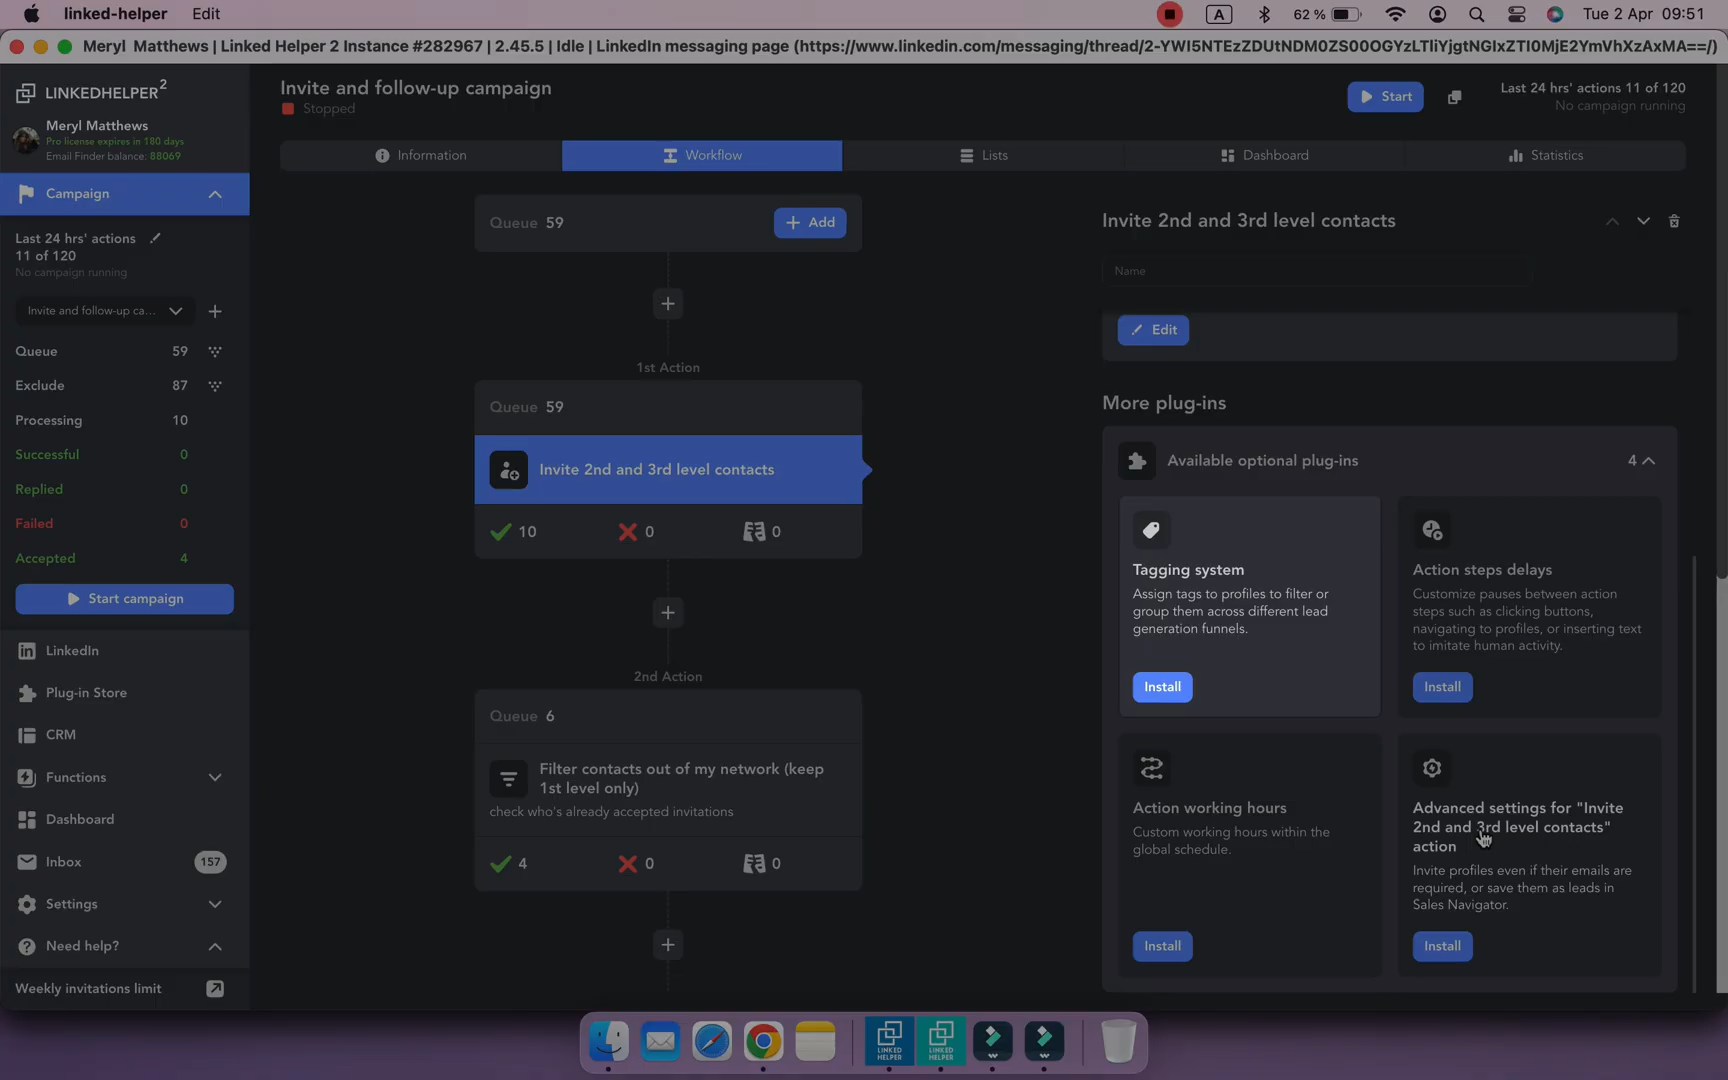 linked-helper Edit A 62 % Tue 2 Apr 09:51
Meryl Matthews | Linked Helper 2 Instance #282967 | 2.45.5 | Idle | LinkedIn messaging page (https://www.linkedin.com/messaging/thread/2-YWI5NTEzZDUtNDM0ZS00OGYzLTliYjgtNGIxZTI0MjE2YmVhXzAxMA==/)
LINKEDHELPER2
Meryl Matthews
Pro license expires in 180 days
Email Finder balance: 88069
Campaign
Last 24 hrs' actions
11 of 120
No campaign running
Invite and follow-up ca...
Queue 59
Exclude 87
Processing 10
Successful 0
Replied 0
Failed 0
Accepted 4
Start campaign
LinkedIn
Plug-in Store
CRM
Functions
Dashboard
Inbox 157
Settings
Need help?
Weekly invitations limit
Invite and follow-up campaign
Stopped
Start
Last 24 hrs' actions 11 of 120
No campaign running
Information Workflow Lists Dashboard Statistics
Queue 59
Add
1st Action
Queue 59
Invite 2nd and 3rd level contacts
10 0 0
2nd Action
Queue 6
Filter contacts out of my network (keep
1st level only)
check who's already accepted invitations
4 0 0
Invite 2nd and 3rd level contacts
Name
Edit
More plug-ins
Available optional plug-ins 4
Tagging system
Assign tags to profiles to filter or
group them across different lead
generation funnels.
Install
Action steps delays
Customize pauses between action
steps such as clicking buttons,
navigating to profiles, or inserting text
to imitate human activity.
Install
Action working hours
Custom working hours within the
global schedule.
Install
Advanced settings for "Invite
2nd and 3rd level contacts"
action
Invite profiles even if their emails are
required, or save them as leads in
Sales Navigator.
Install
LINKED
HELPER
LINKED
HELPER